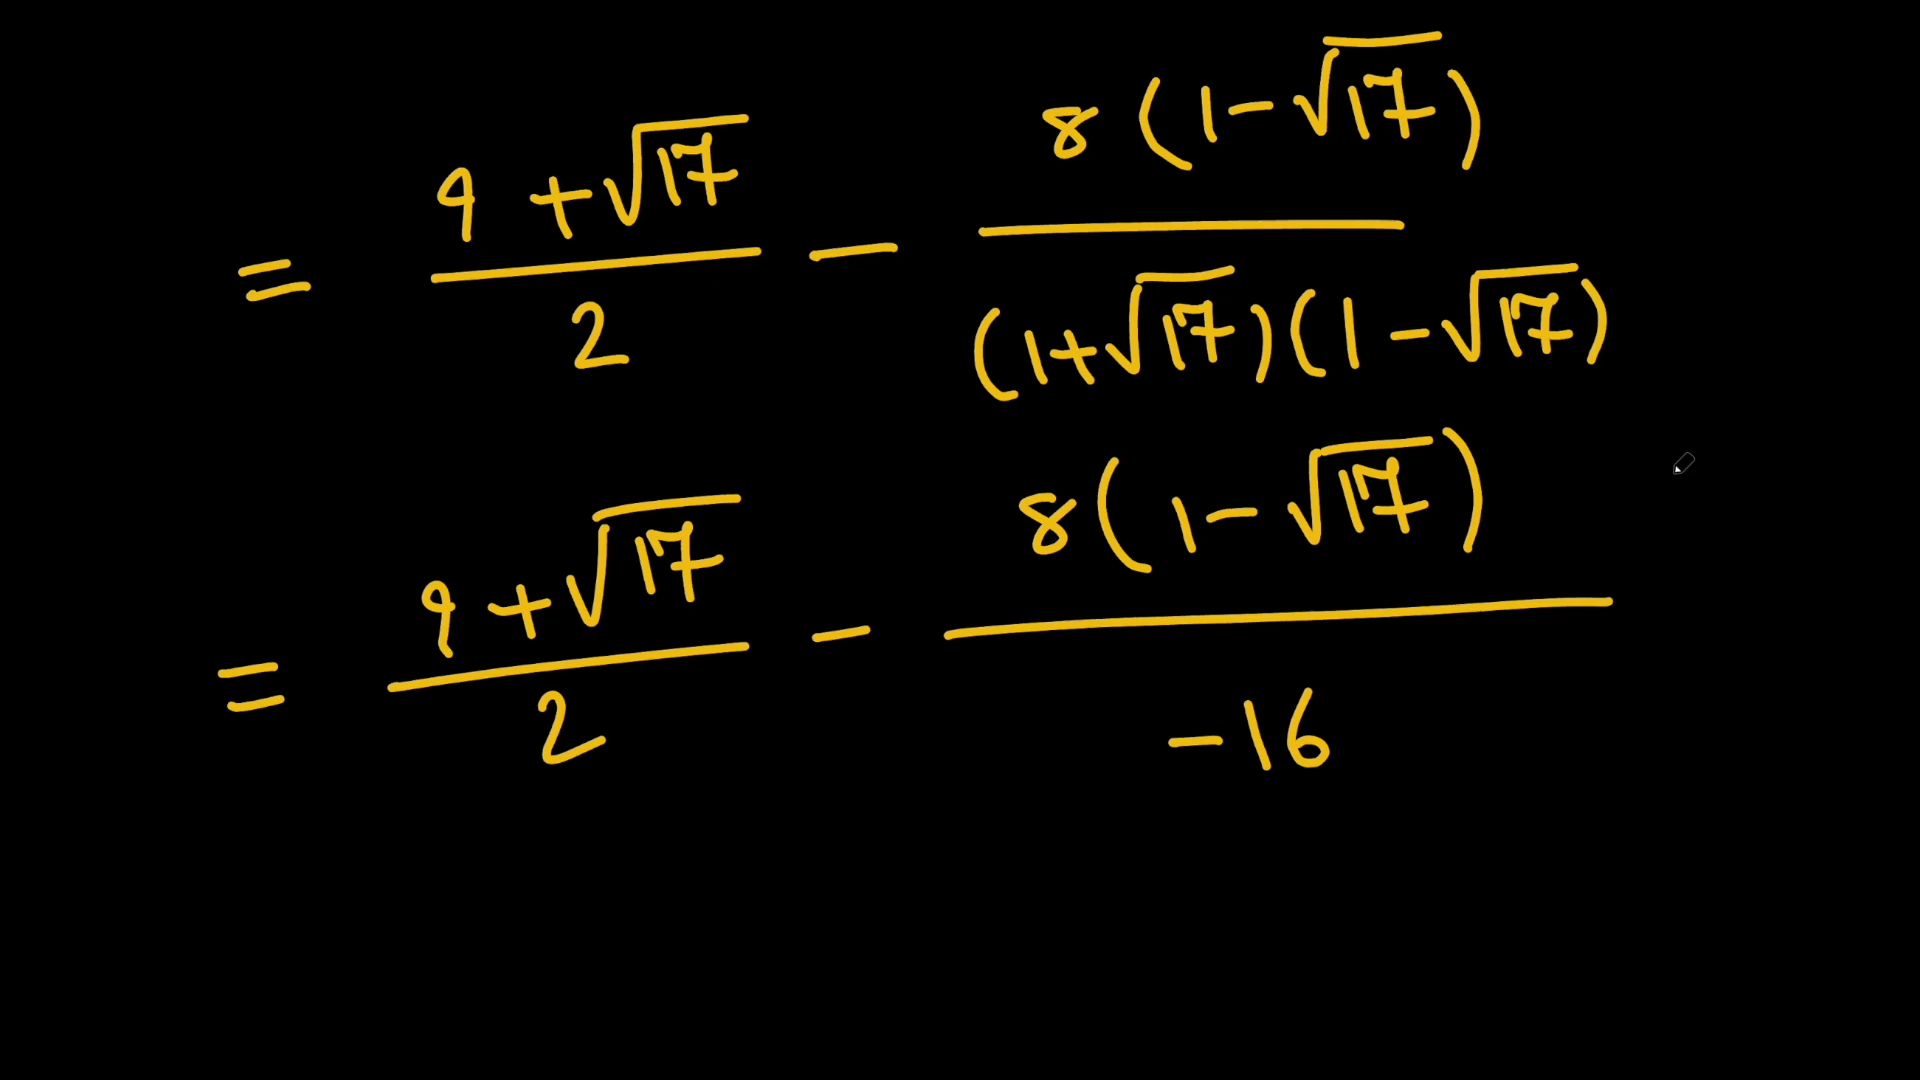 = (9 + √17) / 2 − 8(1 − √17) / (1 + √17)(1 − √17)
= (9 + √17) / 2 − 8(1 − √17) / −16